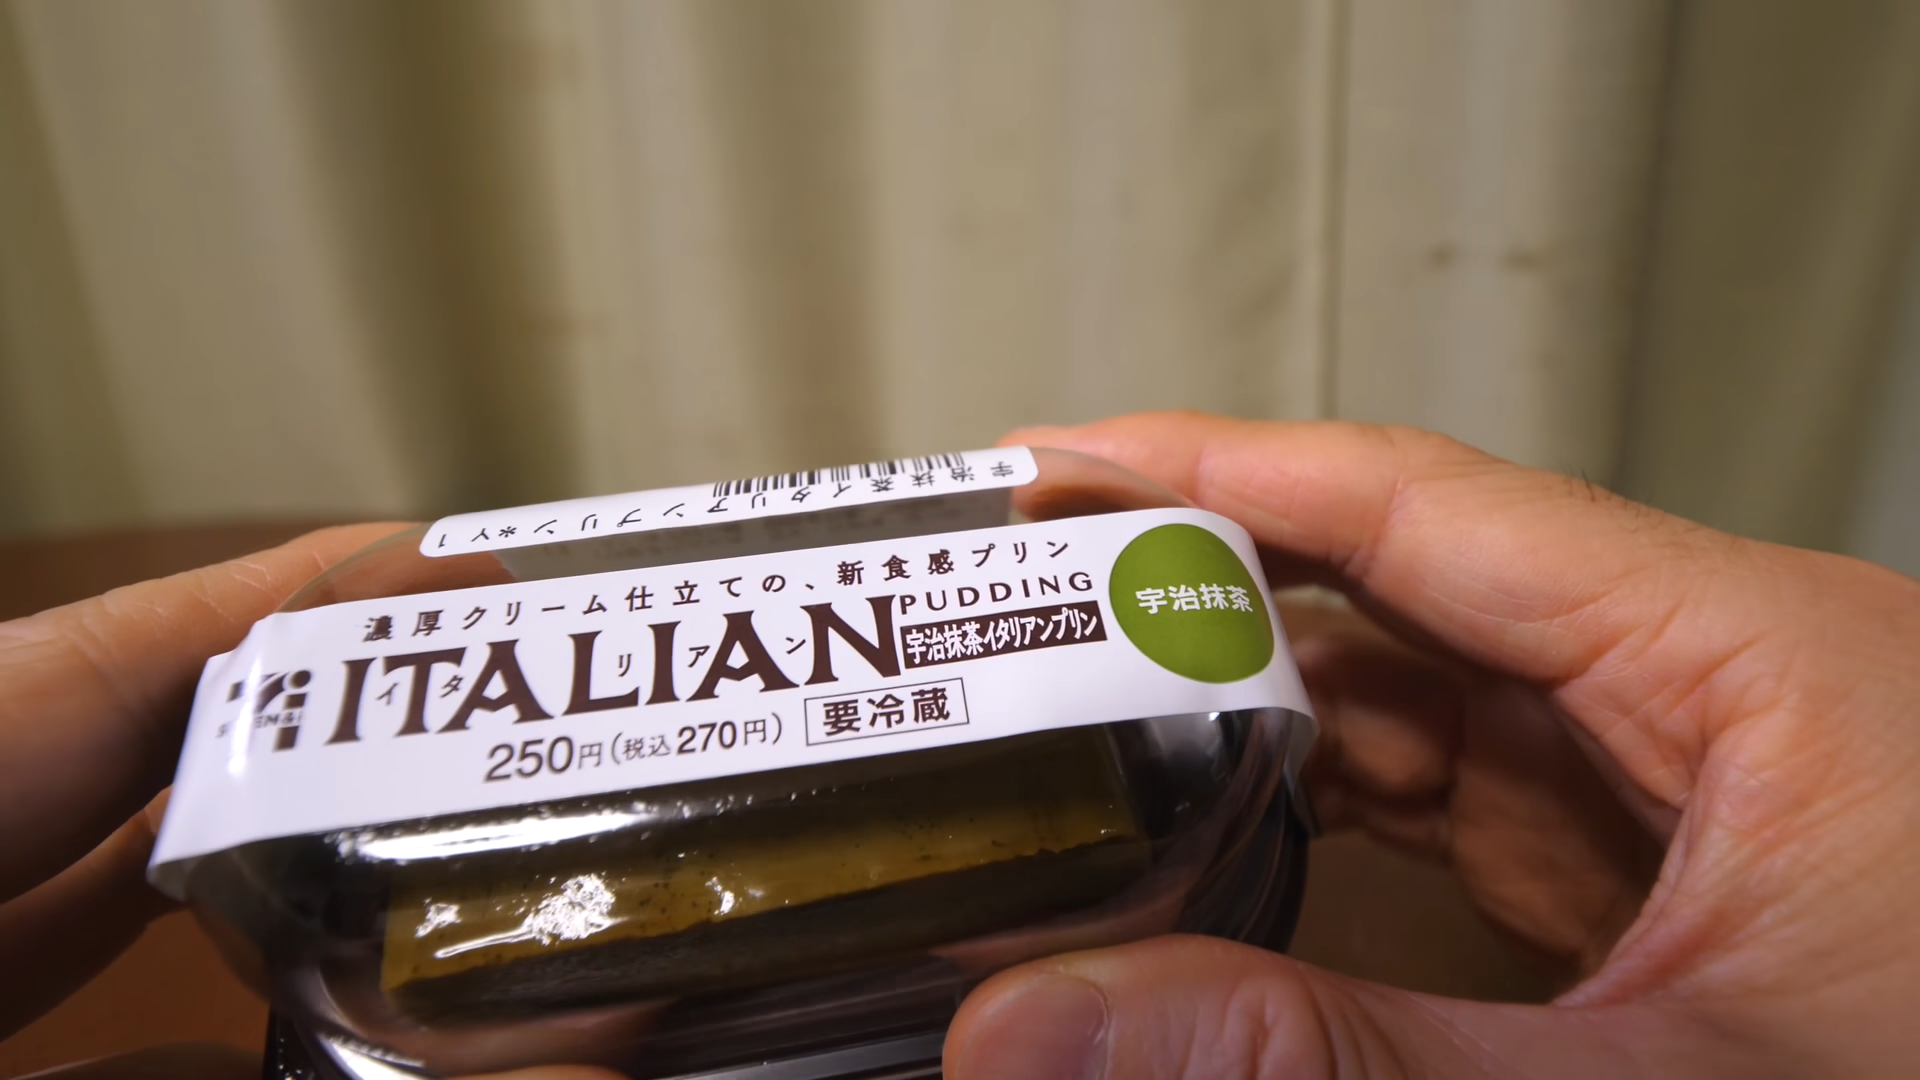 宇治抹茶イタリアンプリン*Y 1
濃厚クリーム仕立ての、新食感プリン
ITALIAN PUDDING
イタリアン
宇治抹茶イタリアンプリン
宇治抹茶
250円(税込270円)
要冷蔵